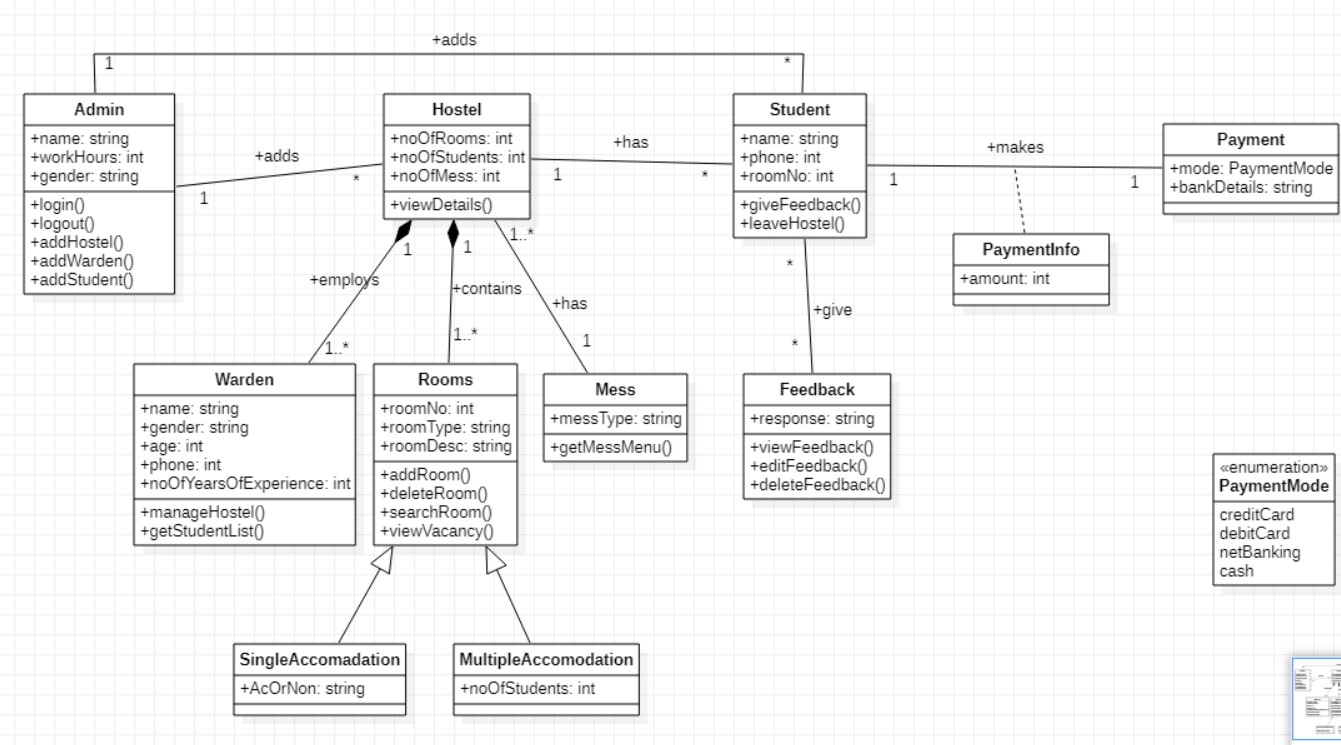 +adds
1
*
Admin
+name: string
+workHours: int
+gender: string
+login()
+logout()
+addHostel()
+addWarden()
+addStudent()
+adds
1
*
Hostel
+noOfRooms: int
+noOfStudents: int
+noOfMess: int
+viewDetails()
+has
1
*
Student
+name: string
+phone: int
+roomNo: int
+giveFeedback()
+leaveHostel()
+makes
1
1
Payment
+mode: PaymentMode
+bankDetails: string
PaymentInfo
+amount: int
1
+employs
1..*
1
+contains
1..*
1..*
+has
1
*
+give
*
Warden
+name: string
+gender: string
+age: int
+phone: int
+noOfYearsOfExperience: int
+manageHostel()
+getStudentList()
Rooms
+roomNo: int
+roomType: string
+roomDesc: string
+addRoom()
+deleteRoom()
+searchRoom()
+viewVacancy()
Mess
+messType: string
+getMessMenu()
Feedback
+response: string
+viewFeedback()
+editFeedback()
+deleteFeedback()
«enumeration»
PaymentMode
creditCard
debitCard
netBanking
cash
SingleAccomadation
+AcOrNon: string
MultipleAccomodation
+noOfStudents: int